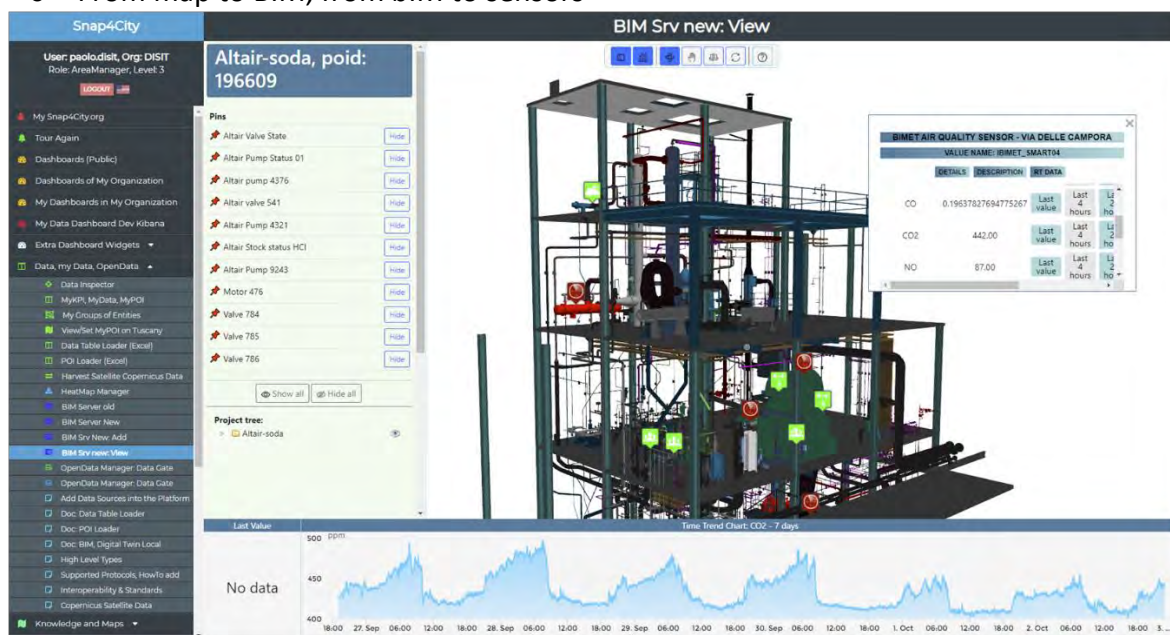 From map to Bim, from bim to sensors
Snap4City
BIM Srv new: View
User: paolo.disit, Org: DISIT
Role: AreaManager, Level: 3
LOGOUT
My Snap4City.org
Tour Again
Dashboards (Public)
Dashboards of My Organization
My Dashboards in My Organization
My Data Dashboard Dev Kibana
Extra Dashboard Widgets
Data, my Data, OpenData
Data Inspector
MyKPI, MyData, MyPOI
My Groups of Entities
View/Set MyPOI on Tuscany
Data Table Loader (Excel)
POI Loader (Excel)
Harvest Satellite Copernicus Data
HeatMap Manager
BIM Server old
BIM Server New
BIM Srv New: Add
BIM Srv new: View
OpenData Manager: Data Gate
OpenData Manager: Data Gate
Add Data Sources into the Platform
Doc: Data Table Loader
Doc: POI Loader
Doc: BIM, Digital Twin Local
High Level Types
Supported Protocols, HowTo add
Interoperability & Standards
Copernicus Satellite Data
Knowledge and Maps
Altair-soda, poid:
196609
Pins
Altair Valve State Hide
Altair Pump Status 01 Hide
Altair pump 4376 Hide
Altair valve 541 Hide
Altair Pump 4321 Hide
Altair Stock status HCl Hide
Altair Pump 9243 Hide
Motor 476 Hide
Valve 784 Hide
Valve 785 Hide
Valve 786 Hide
Show all Hide all
Project tree:
Altair-soda
BIMET AIR QUALITY SENSOR - VIA DELLE CAMPORA
VALUE NAME: IBIMET_SMART04
DETAILS DESCRIPTION RT DATA
CO 0.19637827694775267 Last value Last 4 hours
CO2 442.00 Last value Last 4 hours
NO 87.00 Last value Last 4 hours
Last Value
Time Trend Chart: CO2 - 7 days
No data
ppm
500
450
400
18:00 27. Sep 06:00 12:00 18:00 28. Sep 06:00 12:00 18:00 29. Sep 06:00 12:00 18:00 30. Sep 06:00 12:00 18:00 1. Oct 06:00 12:00 18:00 2. Oct 06:00 12:00 18:00 3.